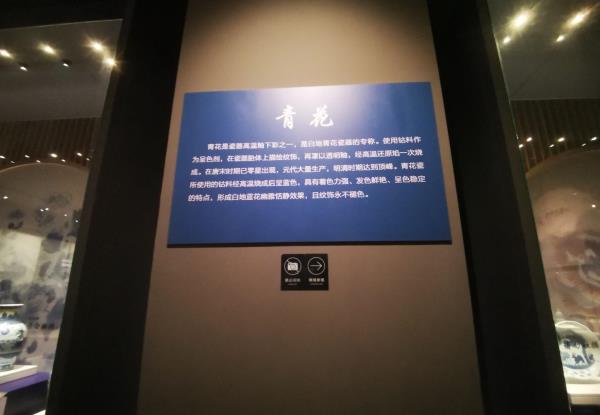 青花
青花是瓷器高温釉下彩之一,是白地青花瓷器的专称。使用钴料作
为呈色剂,在瓷器胎体上描绘纹饰,再罩以透明釉,经高温还原焰一次烧
成。在唐宋时期已零星出现,元代大量生产,明清时期达到顶峰。青花瓷
所使用的钴料经高温烧成后呈蓝色,具有着色力强、发色鲜艳、呈色稳定
的特点,形成白地蓝花幽雅恬静效果,且纹饰永不褪色。